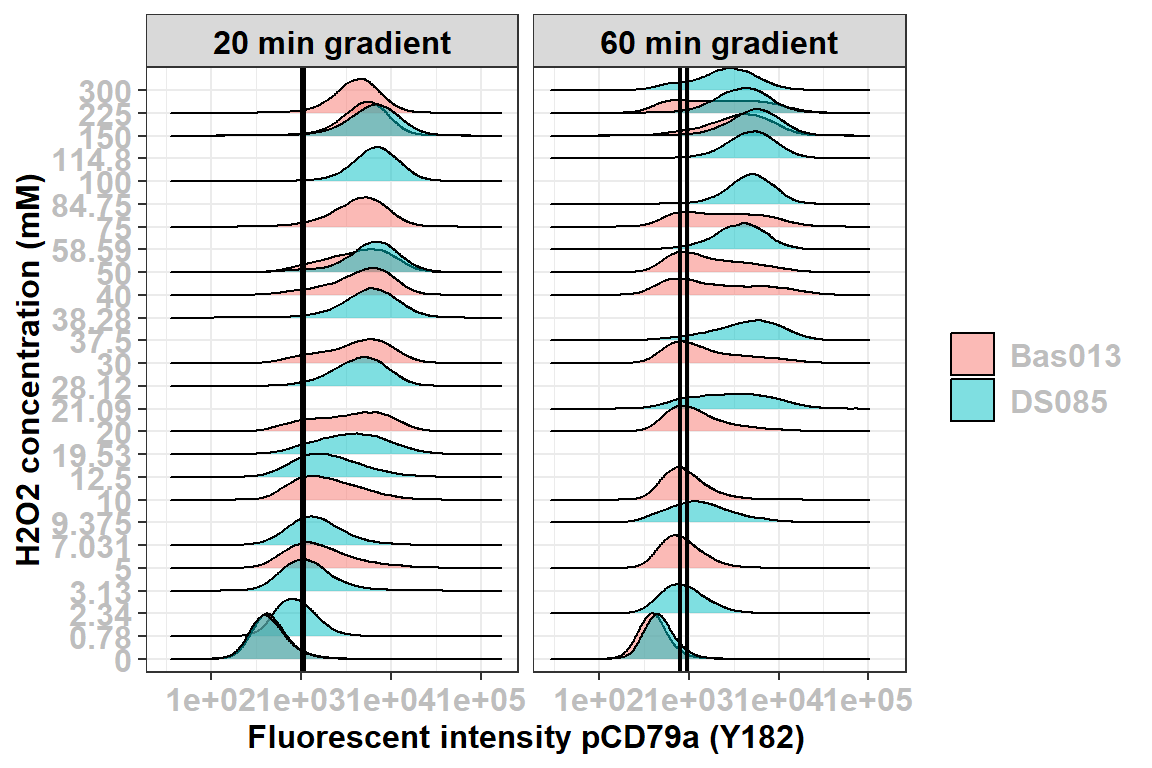 20 min gradient
60 min gradient
H2O2 concentration (mM)
300
225
150
114.8
100
84.75
75
58.59
50
40
38.28
37.5
30
28.12
21.09
20
19.53
12.5
10
9.375
7.031
5
3.13
2.34
0.78
0
1e+02
1e+03
1e+04
1e+05
1e+02
1e+03
1e+04
1e+05
Fluorescent intensity pCD79a (Y182)
Bas013
DS085